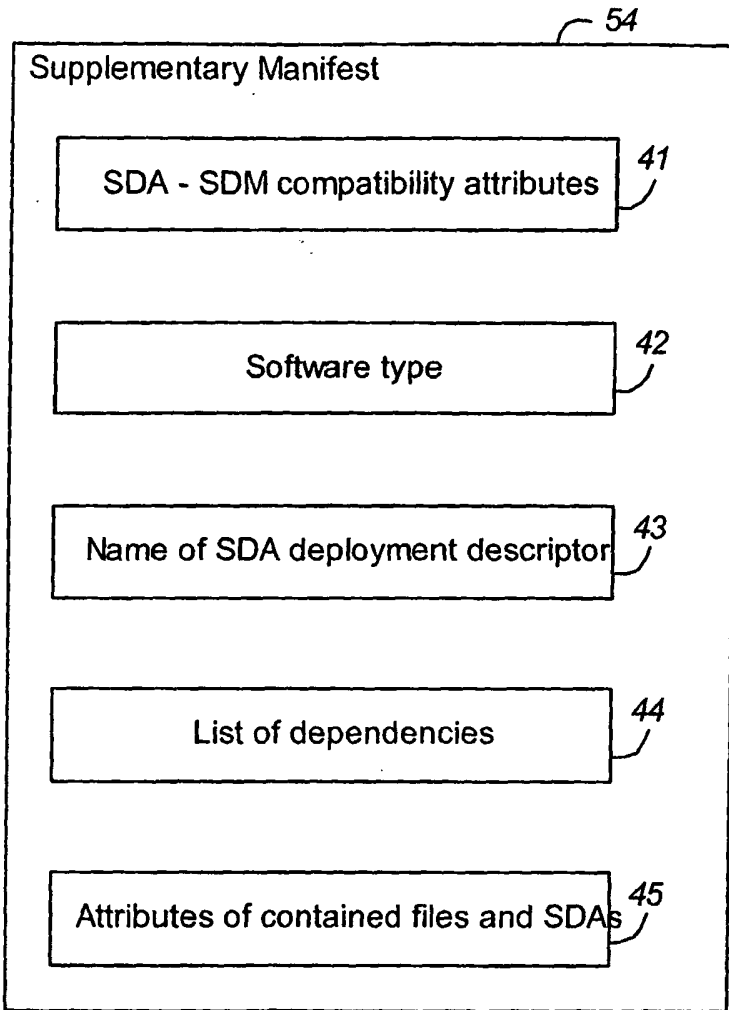 54
Supplementary Manifest
SDA - SDM compatibility attributes
41
Software type
42
Name of SDA deployment descriptor
43
List of dependencies
44
Attributes of contained files and SDAs
45